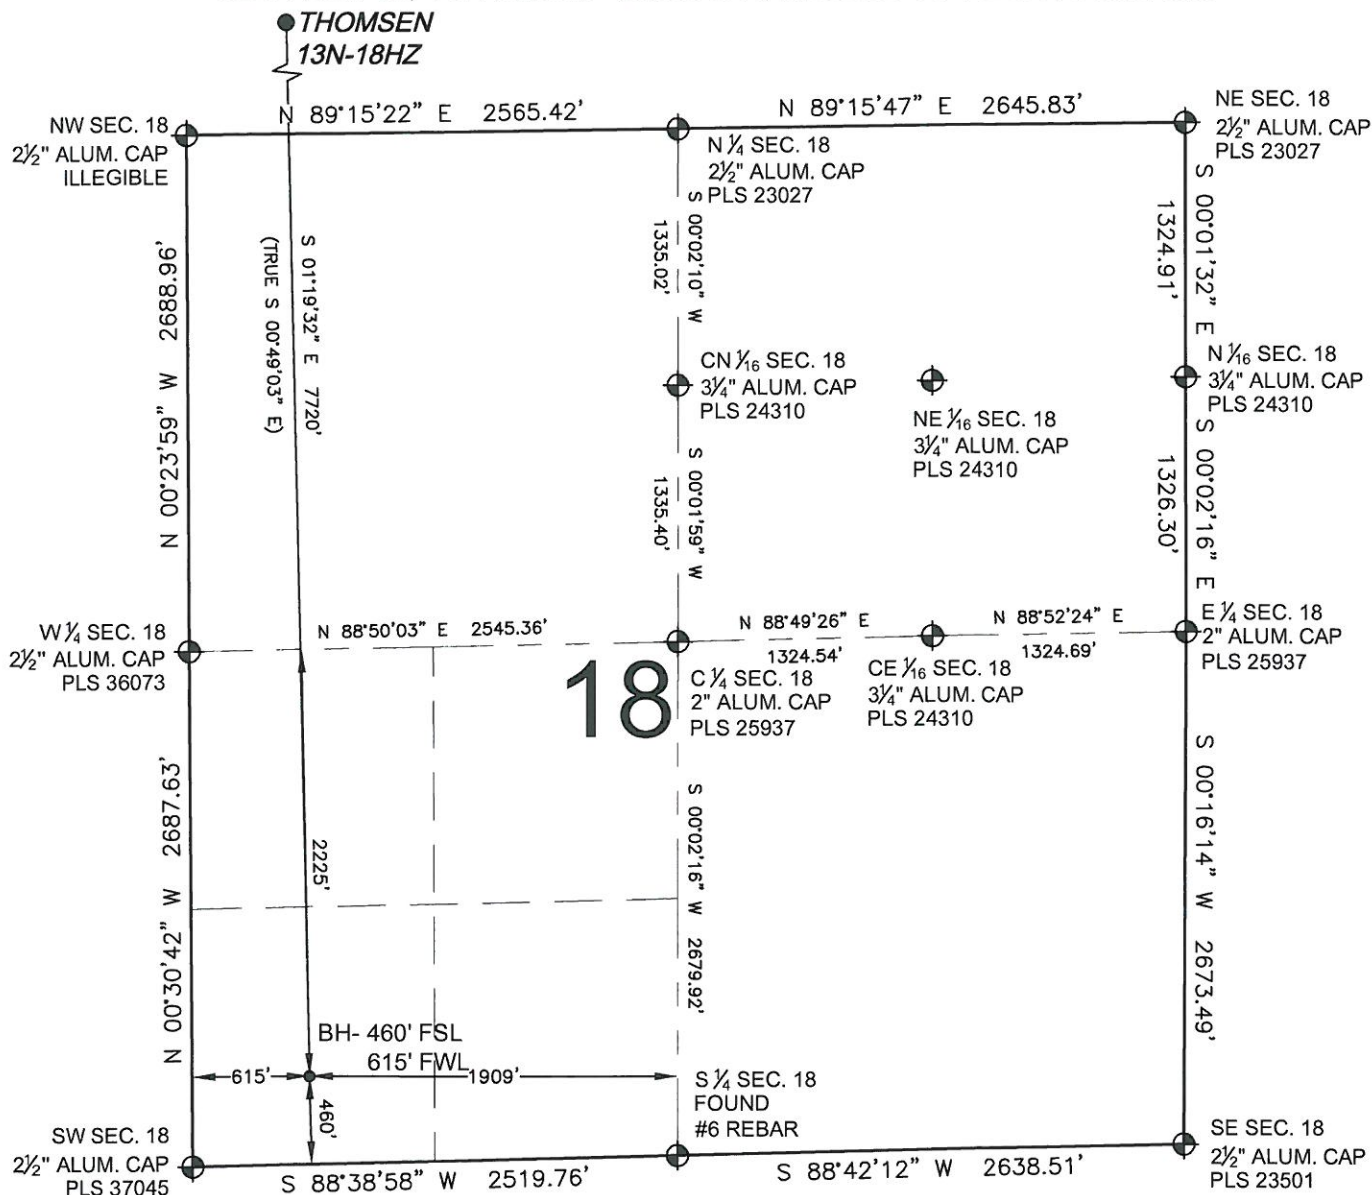 THOMSEN
13N-18HZ
N 89°15'22" E 2565.42'
N 89°15'47" E 2645.83'
NW SEC. 18
2½" ALUM. CAP
ILLEGIBLE
N ¼ SEC. 18
2½" ALUM. CAP
PLS 23027
NE SEC. 18
2½" ALUM. CAP
PLS 23027
N 00°23'59" W 2688.96'
S 01°19'32" E 7720'
(TRUE S 00°49'03" E)
S 00°02'10" W
1335.02'
S 00°01'32" E
1324.91'
CN 1⁄16 SEC. 18
3¼" ALUM. CAP
PLS 24310
NE 1⁄16 SEC. 18
3¼" ALUM. CAP
PLS 24310
N 1⁄16 SEC. 18
3¼" ALUM. CAP
PLS 24310
S 00°01'59" W
1335.40'
S 00°02'16" E
1326.30'
W ¼ SEC. 18
2½" ALUM. CAP
PLS 36073
N 88°50'03" E 2545.36'
N 88°49'26" E
1324.54'
N 88°52'24" E
1324.69'
E ¼ SEC. 18
2" ALUM. CAP
PLS 25937
18
C ¼ SEC. 18
2" ALUM. CAP
PLS 25937
CE 1⁄16 SEC. 18
3¼" ALUM. CAP
PLS 24310
N 00°30'42" W 2687.63'
2225'
S 00°02'16" W 2679.92'
S 00°16'14" W 2673.49'
BH- 460' FSL
615' FWL
615'
1909'
460'
S ¼ SEC. 18
FOUND
#6 REBAR
SW SEC. 18
2½" ALUM. CAP
PLS 37045
S 88°38'58" W 2519.76'
S 88°42'12" W 2638.51'
SE SEC. 18
2½" ALUM. CAP
PLS 23501